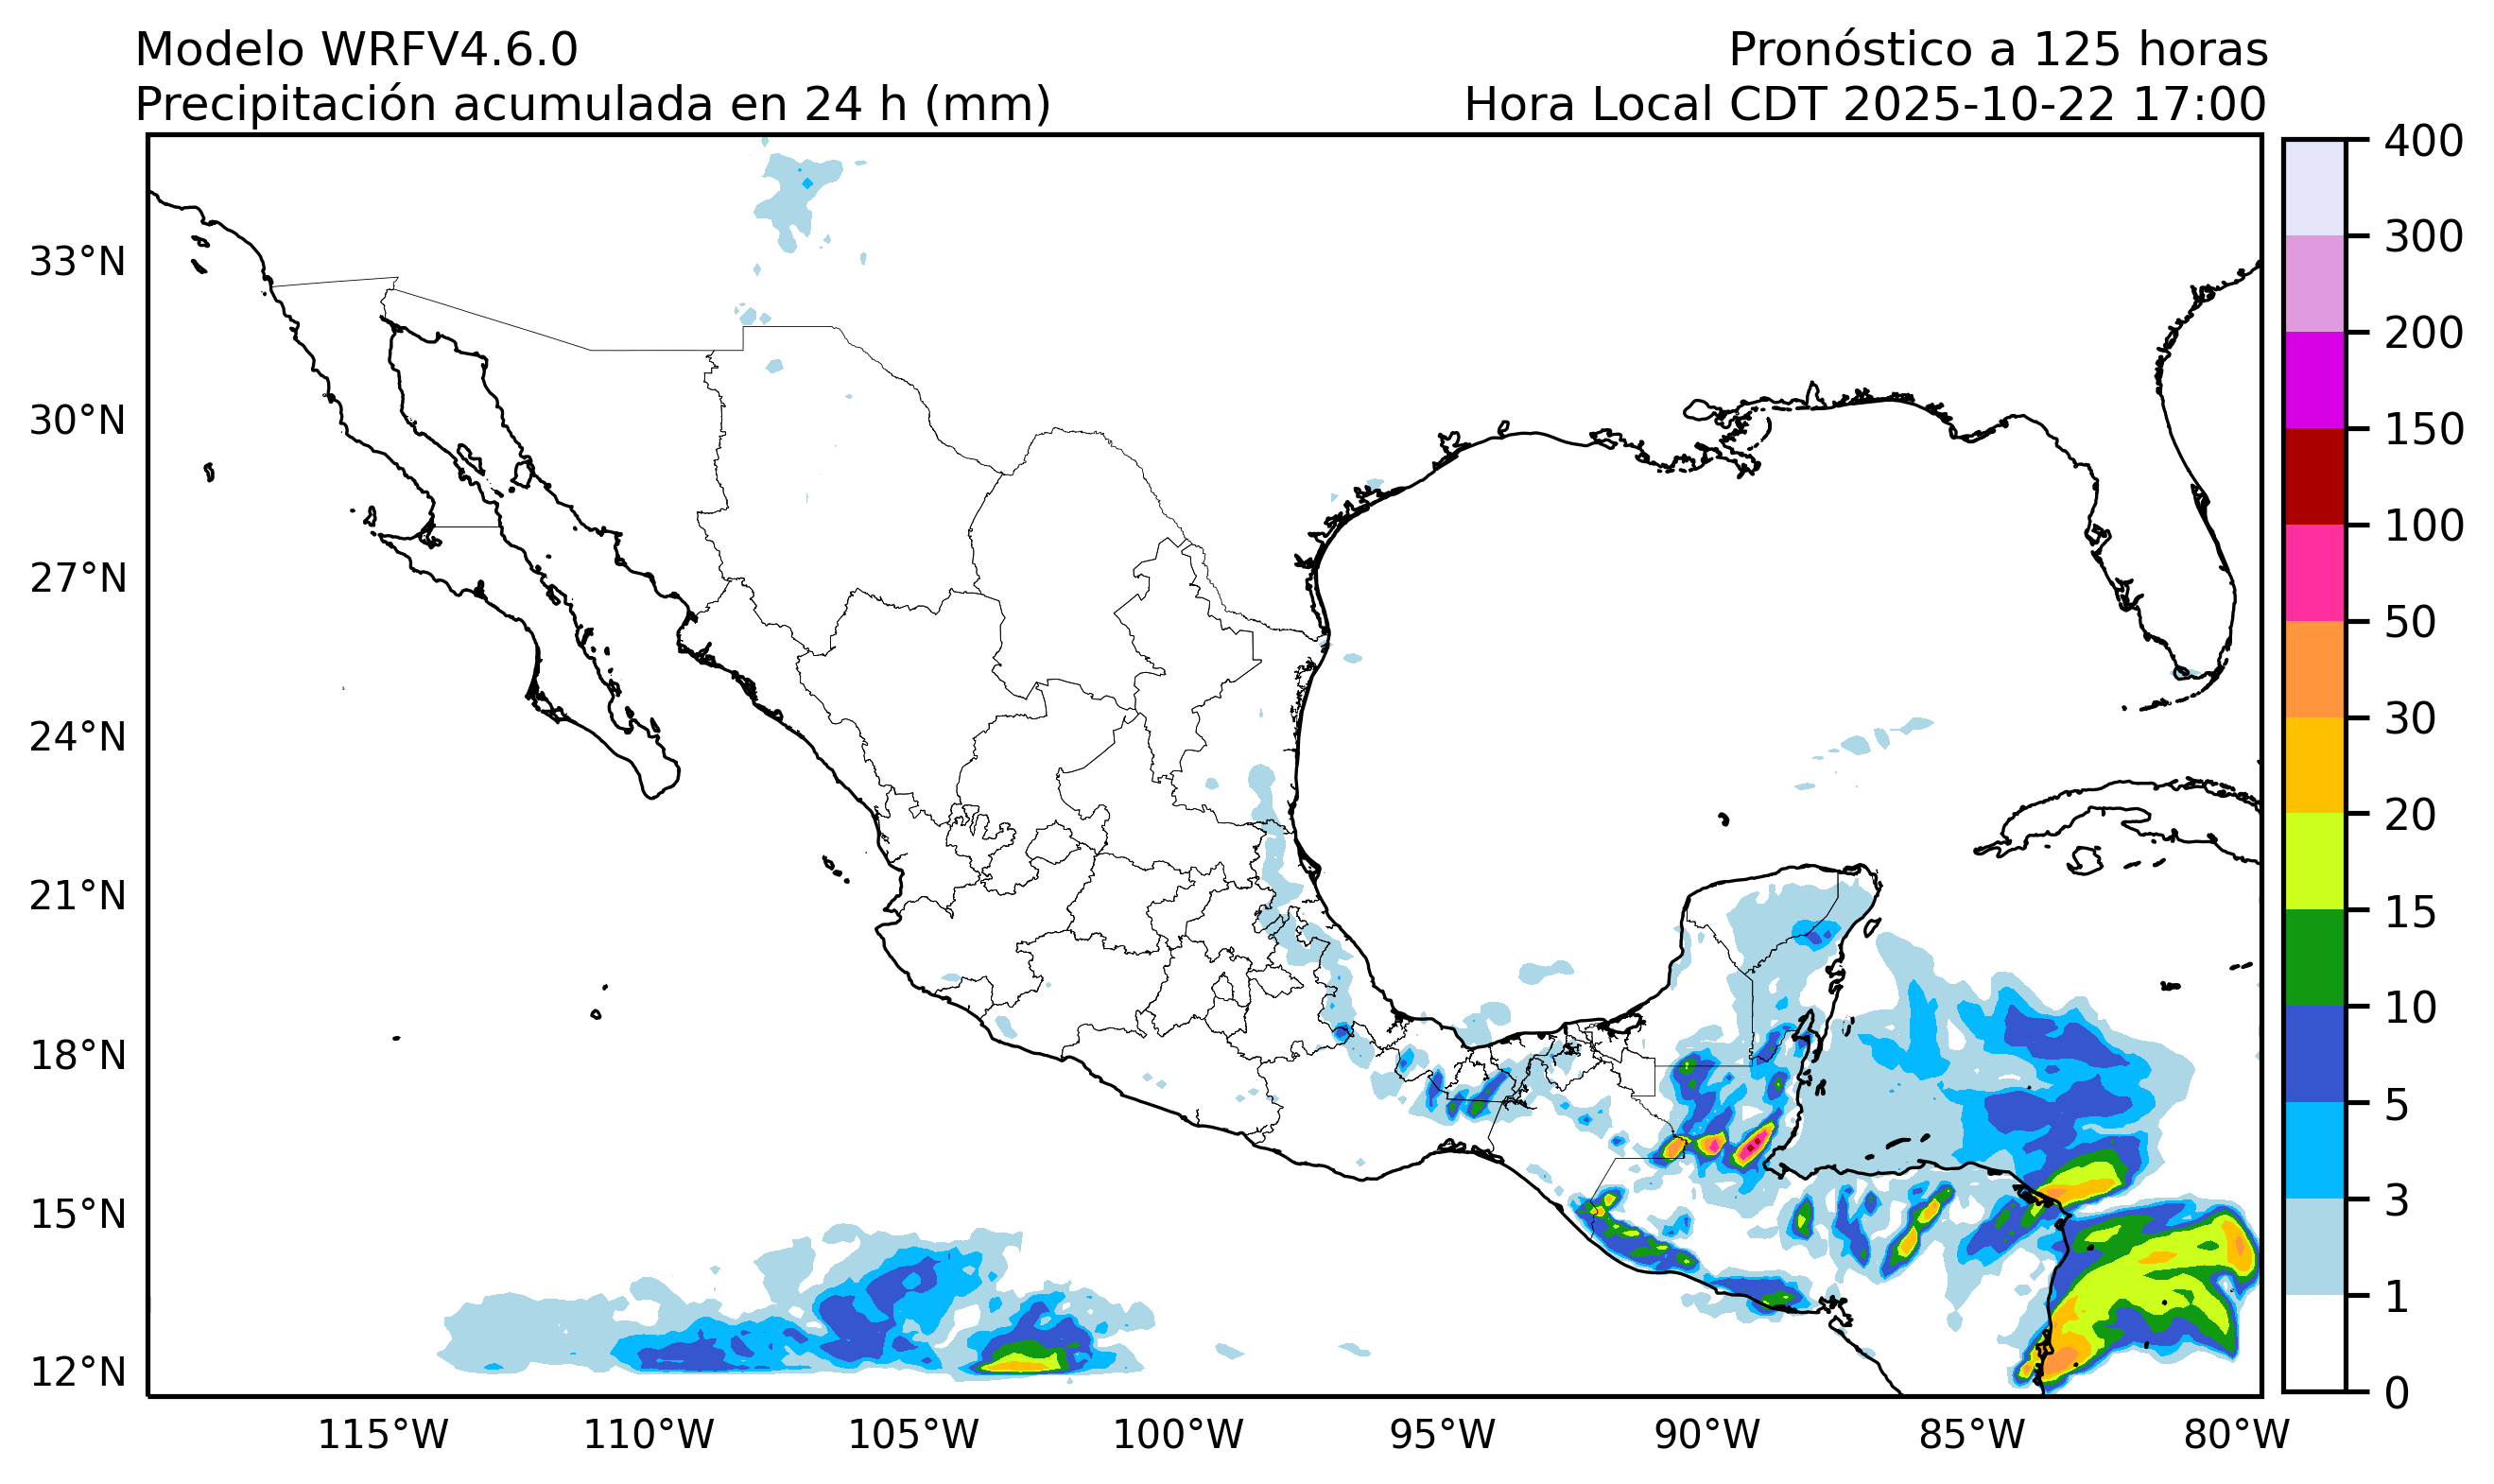 Modelo WRFV4.6.0
Pronóstico a 125 horas
Precipitación acumulada en 24 h (mm)
Hora Local CDT 2025-10-22 17:00
400
300
200
150
100
50
30
20
15
10
5
3
1
0
33°N
30°N
27°N
24°N
21°N
18°N
15°N
12°N
115°W
110°W
105°W
100°W
95°W
90°W
85°W
80°W